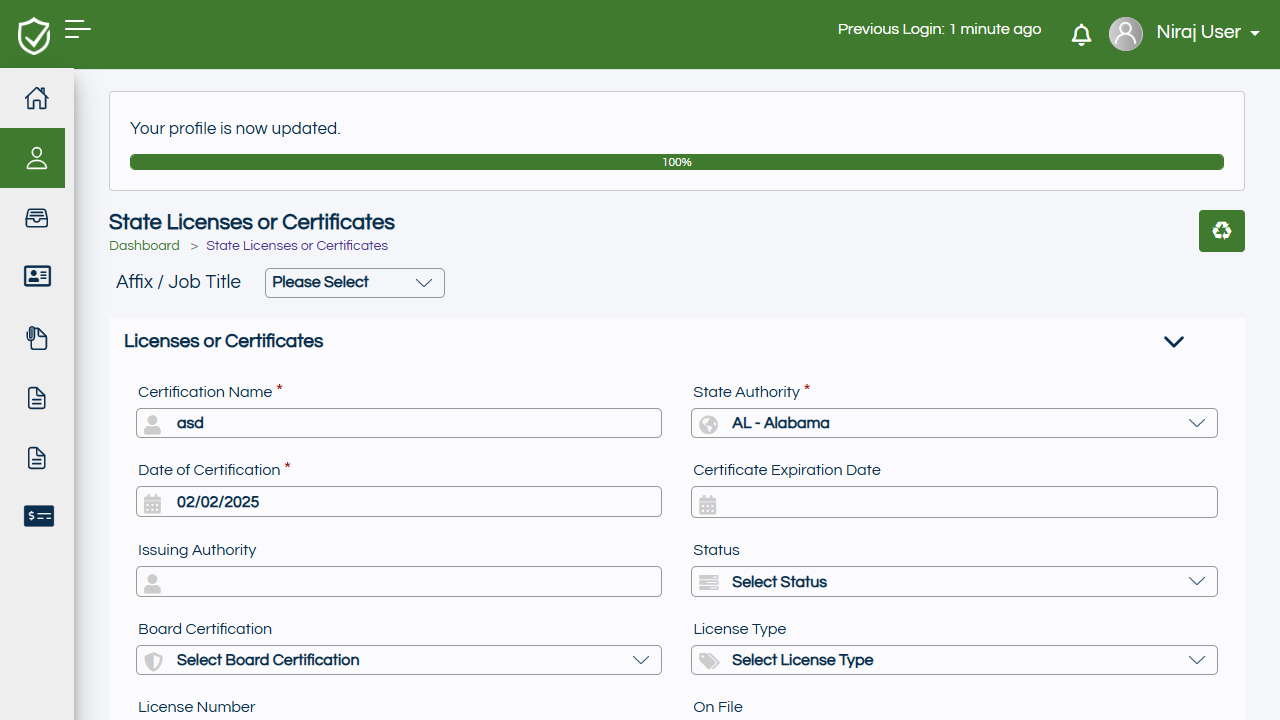 Previous Login: 1 minute ago
Niraj User
Your profile is now updated.
100%
State Licenses or Certificates
Dashboard > State Licenses or Certificates
Affix / Job Title
Please Select
Licenses or Certificates
Certification Name *
State Authority *
asd
AL - Alabama
Date of Certification *
Certificate Expiration Date
02/02/2025
Issuing Authority
Status
Select Status
Board Certification
License Type
Select Board Certification
Select License Type
License Number
On File